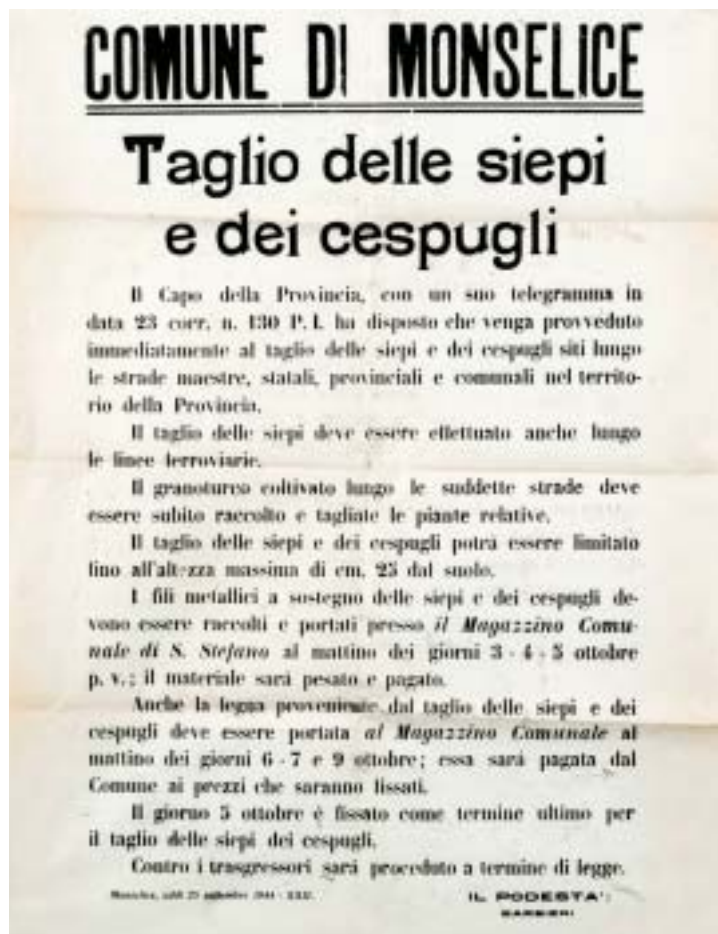 COMUNE DI MONSELICE
Taglio delle siepi
e dei cespugli
Il Capo della Provincia, con un suo telegramma in
data 23 corr. n. 130 P. I. ha disposto che venga provveduto
immediatamente al taglio delle siepi e dei cespugli siti lungo
le strade maestre, statali, provinciali e comunali nel territo-
rio della Provincia.
Il taglio delle siepi deve essere effettuato anche lungo
le linee ferroviarie.
Il granoturco coltivato lungo le suddette strade deve
essere subito raccolto e tagliate le piante relative.
Il taglio delle siepi e dei cespugli potrà essere limitato
fino all'altezza massima di cm. 25 dal suolo.
I fili metallici a sostegno delle siepi e dei cespugli de-
vono essere raccolti e portati presso il Magazzino Comu-
nale di S. Stefano al mattino dei giorni 3 - 4 - 5 ottobre
p. v.; il materiale sarà pesato e pagato.
Anche la legna proveniente dal taglio delle siepi e dei
cespugli deve essere portata al Magazzino Comunale al
mattino dei giorni 6 - 7 e 9 ottobre; essa sarà pagata dal
Comune ai prezzi che saranno fissati.
Il giorno 5 ottobre è fissato come termine ultimo per
il taglio delle siepi dei cespugli.
Contro i trasgressori sarà proceduto a termine di legge.
Monselice, addì settembre 1944 - XXII.
IL PODESTA':
BARBIERI